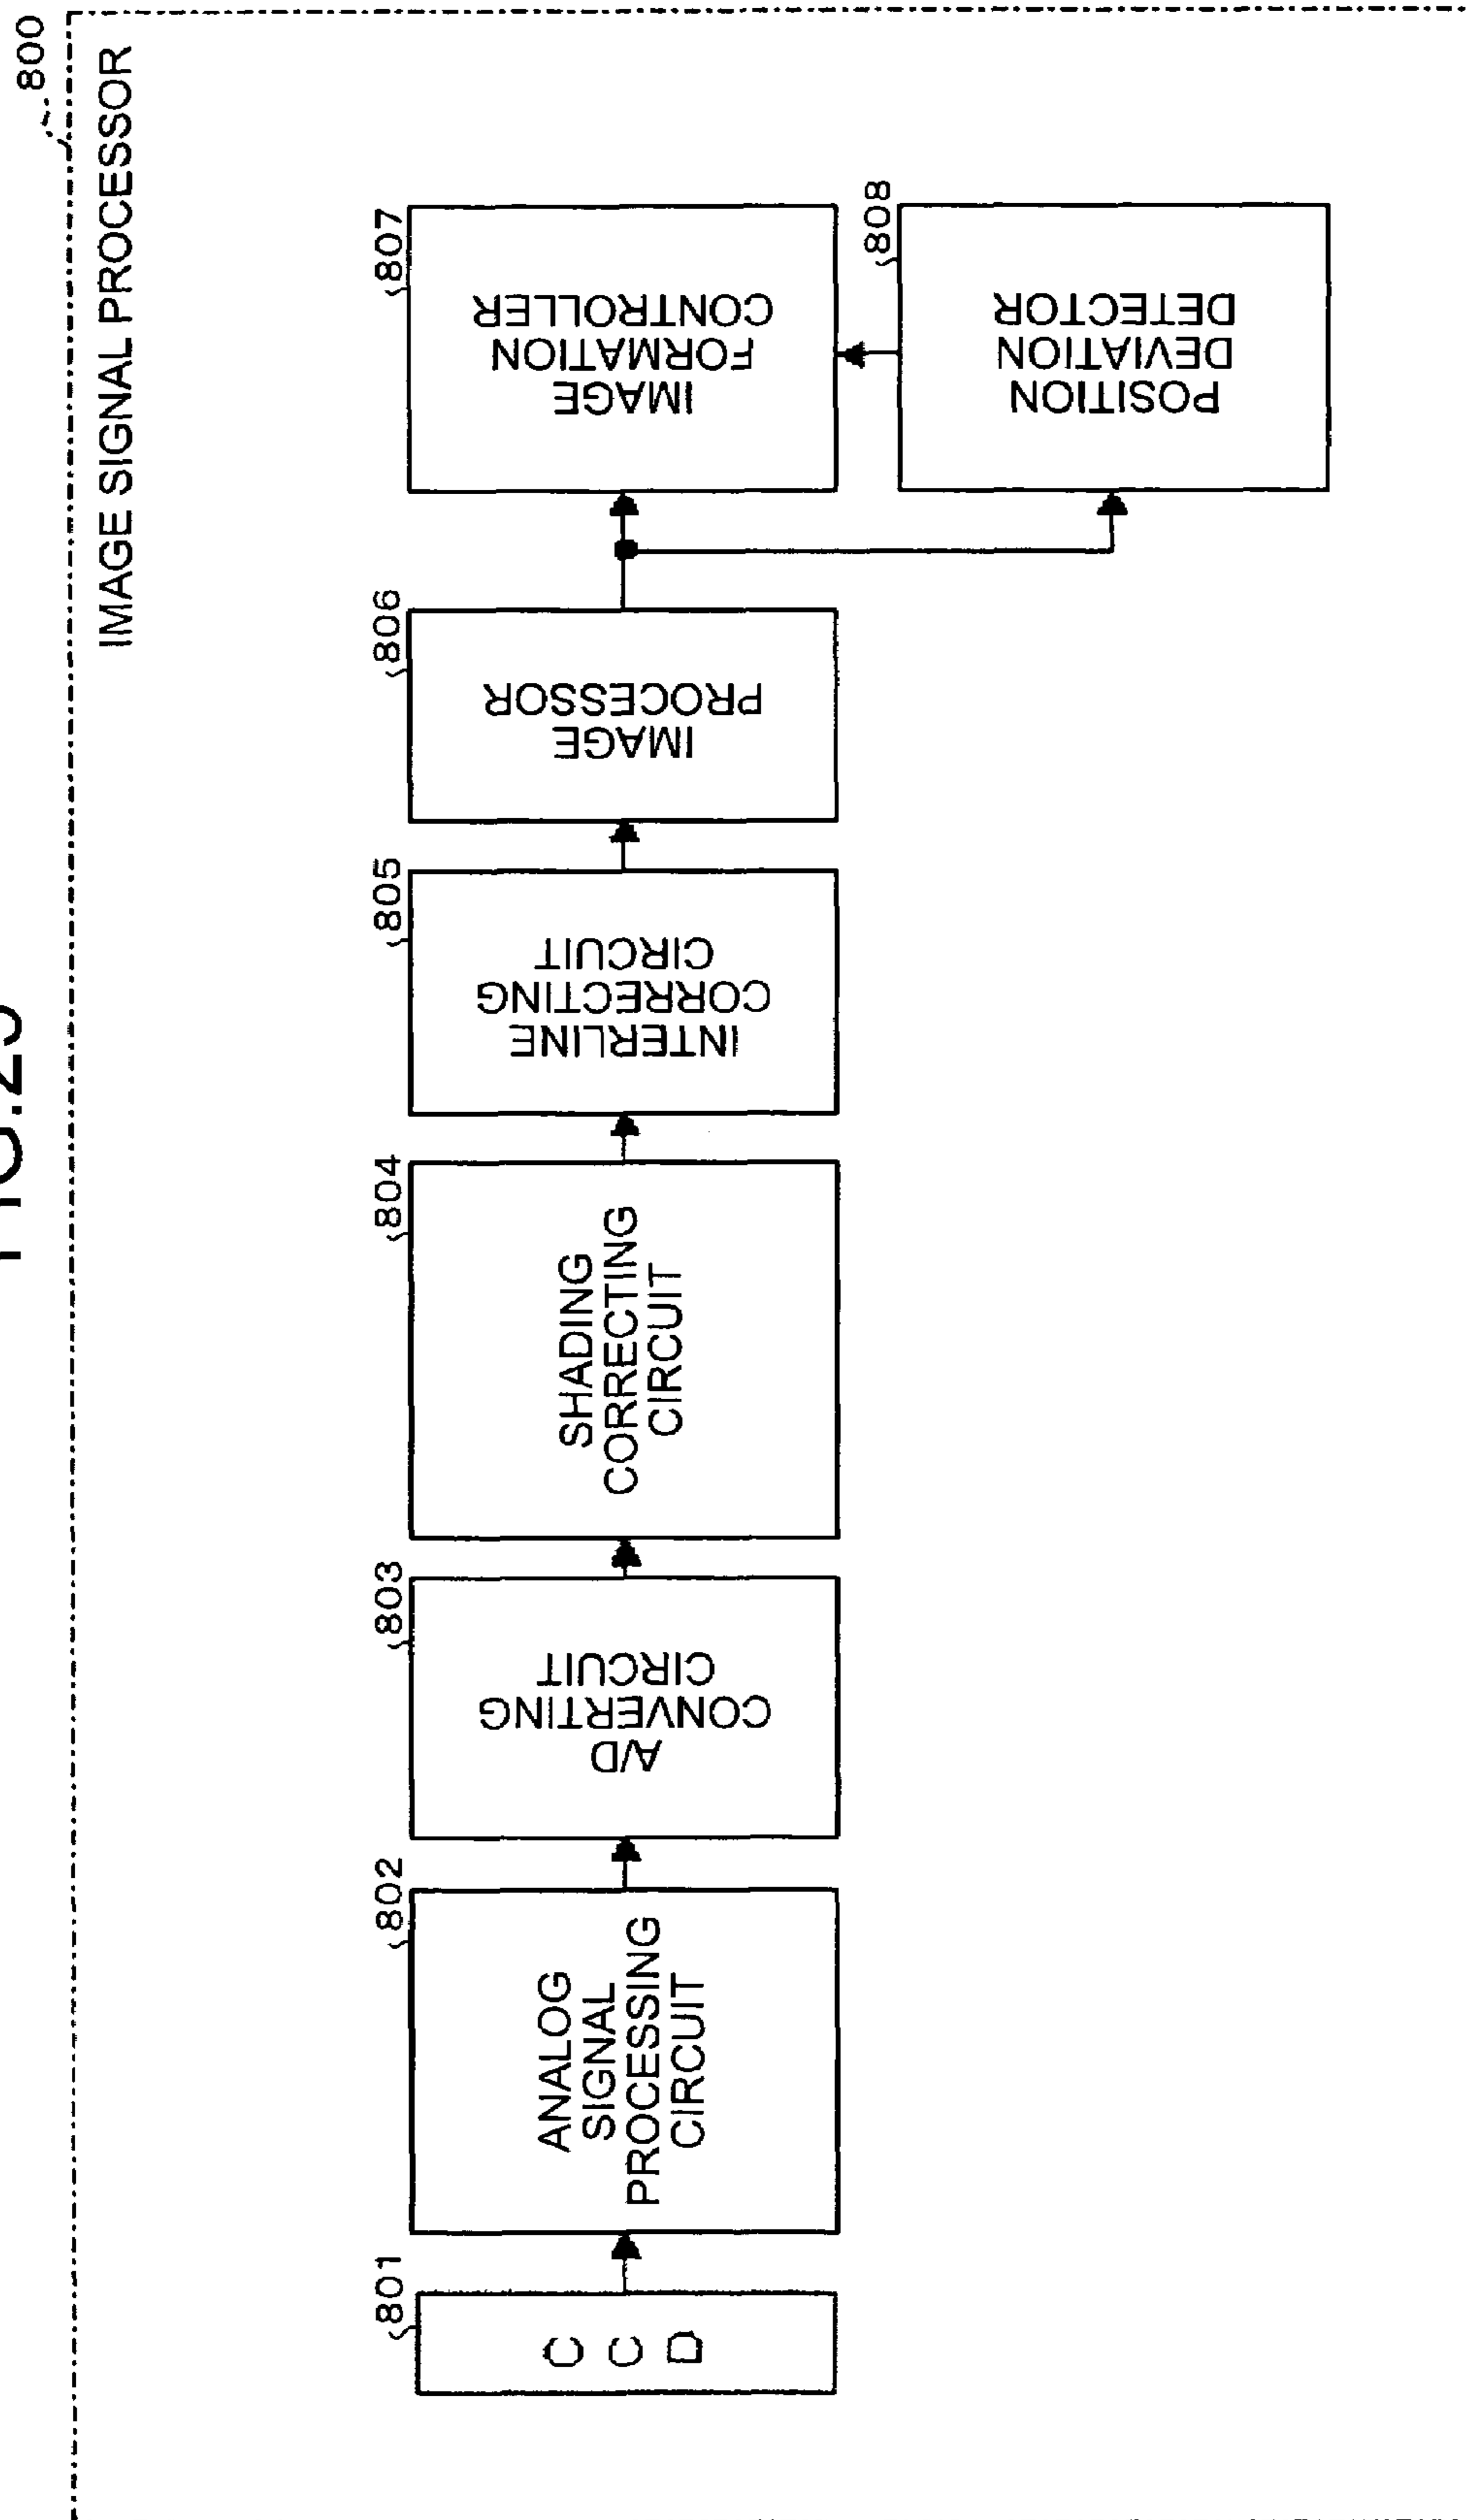 800
IMAGE SIGNAL PROCESSOR
801
CCD
802
ANALOG
SIGNAL
PROCESSING
CIRCUIT
803
A/D
CONVERTING
CIRCUIT
804
SHADING
CORRECTING
CIRCUIT
805
INTERLINE
CORRECTING
CIRCUIT
806
IMAGE
PROCESSOR
807
IMAGE
FORMATION
CONTROLLER
808
POSITION
DEVIATION
DETECTOR